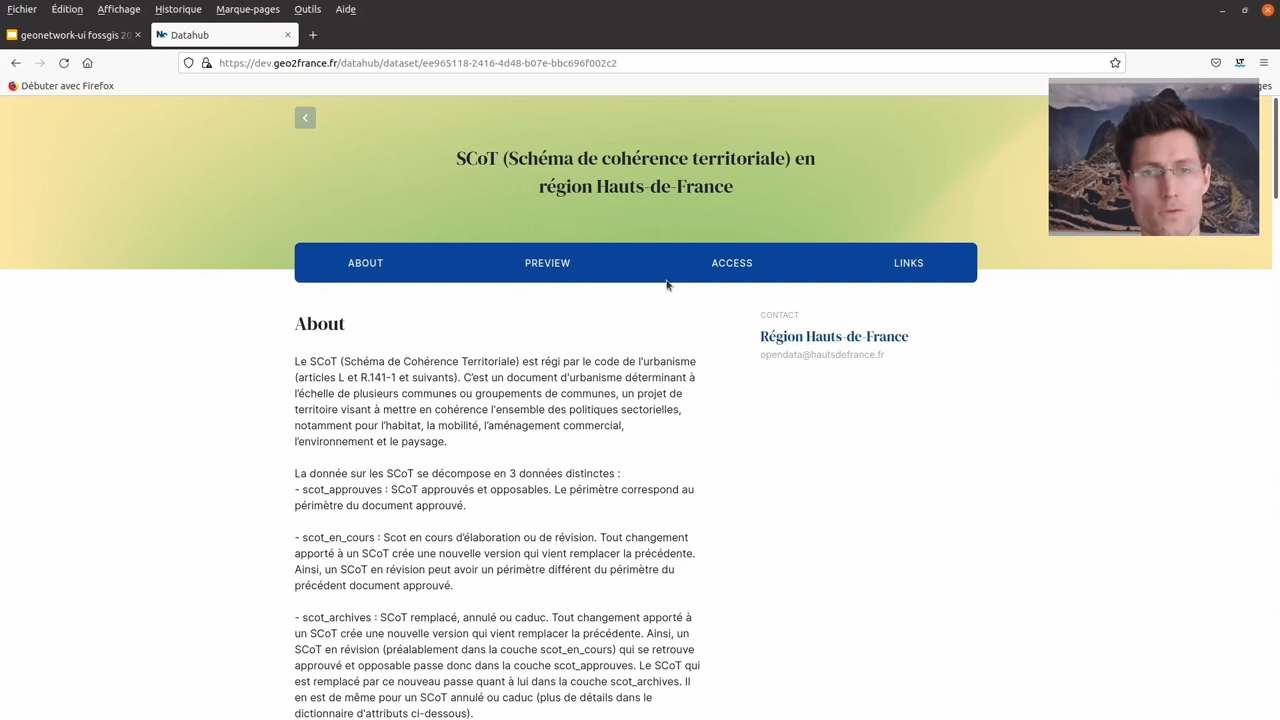 Fichier Édition Affichage Historique Marque-pages Outils Aide
geonetwork-ui fossgis 20
Datahub
https://dev.geo2france.fr/datahub/dataset/ee965118-2416-4d48-b07e-bbc696f002c2
Débuter avec Firefox
SCoT (Schéma de cohérence territoriale) en
région Hauts-de-France
ABOUT PREVIEW ACCESS LINKS
About
Le SCoT (Schéma de Cohérence Territoriale) est régi par le code de l'urbanisme
(articles L et R.141-1 et suivants). C’est un document d'urbanisme déterminant à
l’échelle de plusieurs communes ou groupements de communes, un projet de
territoire visant à mettre en cohérence l'ensemble des politiques sectorielles,
notamment pour l’habitat, la mobilité, l’aménagement commercial,
l’environnement et le paysage.
La donnée sur les SCoT se décompose en 3 données distinctes :
- scot_approuves : SCoT approuvés et opposables. Le périmètre correspond au
périmètre du document approuvé.
- scot_en_cours : Scot en cours d’élaboration ou de révision. Tout changement
apporté à un SCoT crée une nouvelle version qui vient remplacer la précédente.
Ainsi, un SCoT en révision peut avoir un périmètre différent du périmètre du
précédent document approuvé.
- scot_archives : SCoT remplacé, annulé ou caduc. Tout changement apporté à
un SCoT crée une nouvelle version qui vient remplacer la précédente. Ainsi, un
SCoT en révision (préalablement dans la couche scot_en_cours) qui se retrouve
approuvé et opposable passe donc dans la couche scot_approuves. Le SCoT qui
est remplacé par ce nouveau passe quant à lui dans la couche scot_archives. Il
en est de même pour un SCoT annulé ou caduc (plus de détails dans le
dictionnaire d'attributs ci-dessous).
CONTACT
Région Hauts-de-France
opendata@hautsdefrance.fr